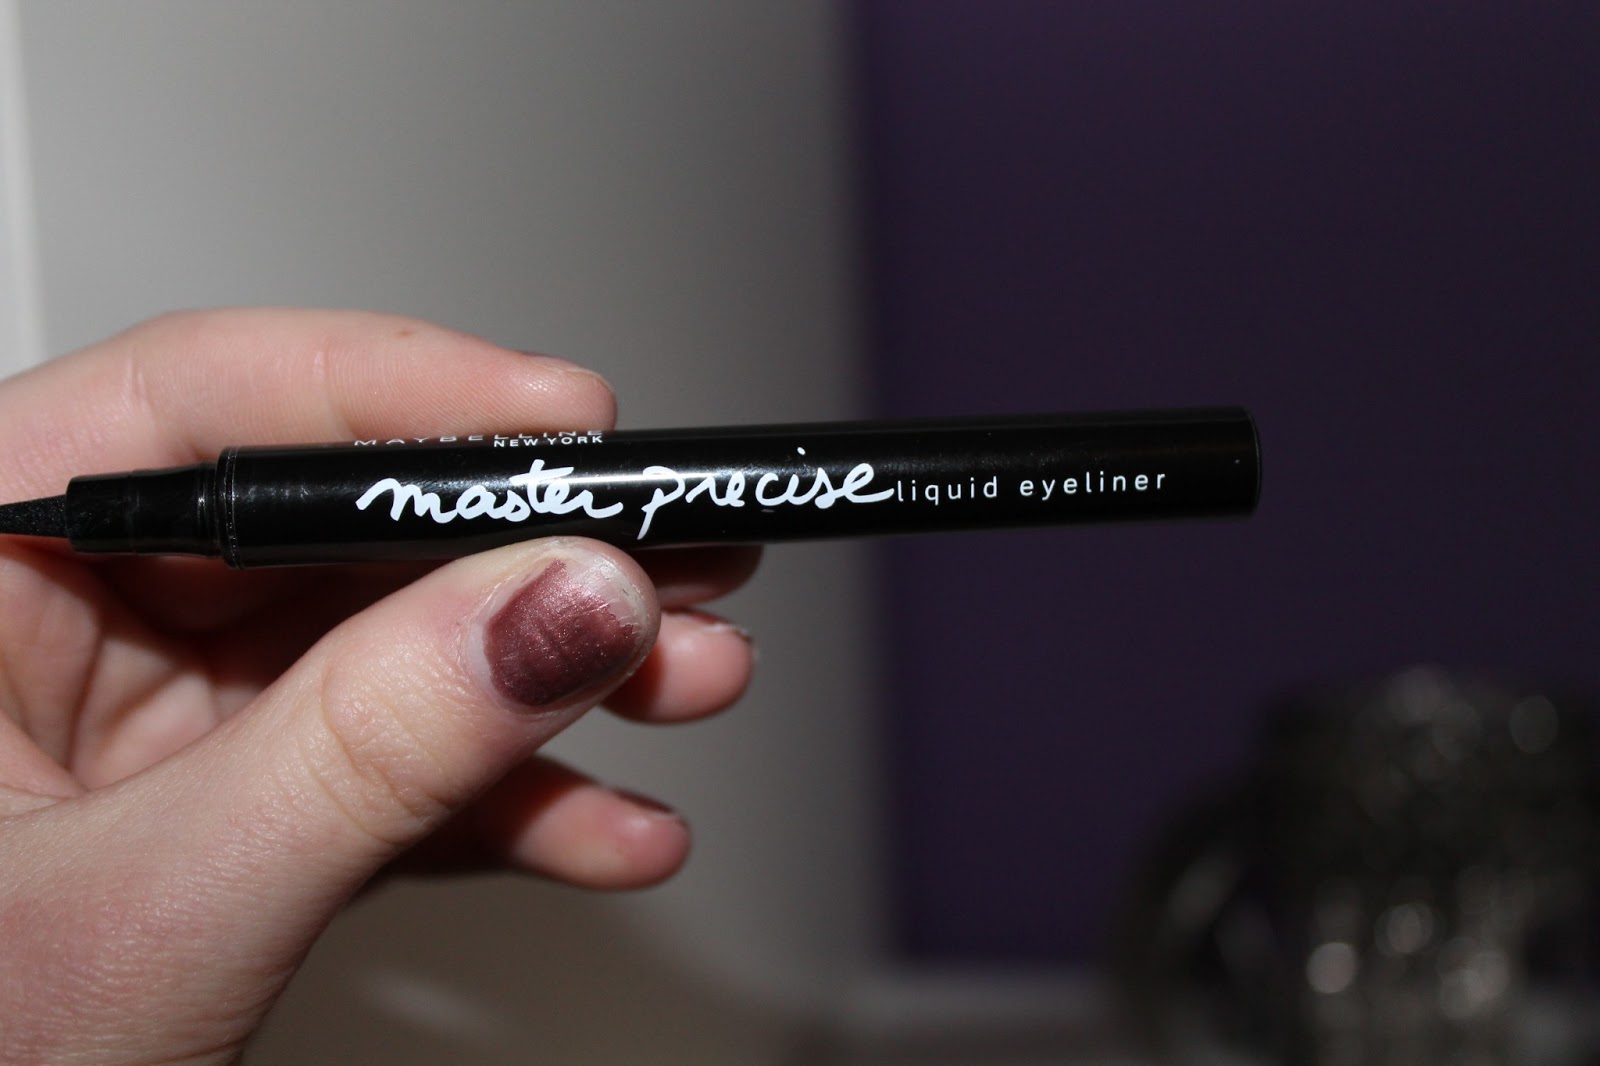 MAYBELLINE
NEW YORK
master precise liquid eyeliner